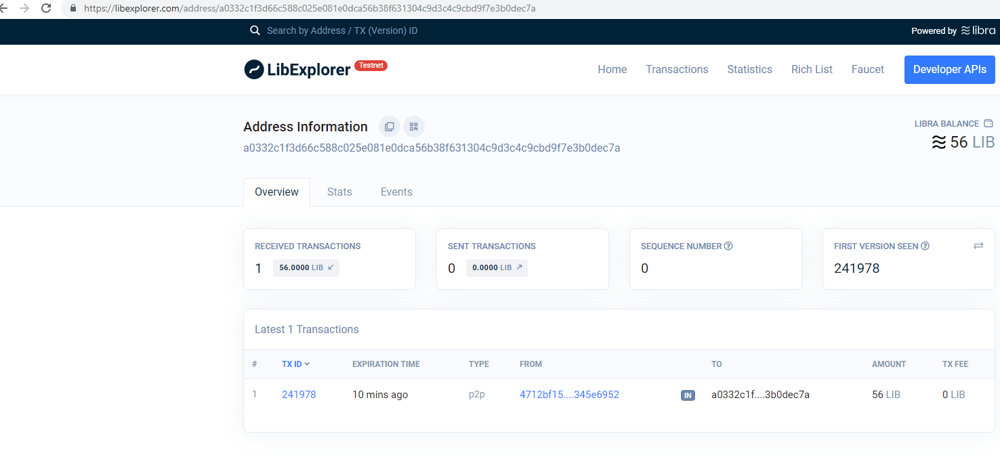 https://libexplorer.com/address/a0332c1f3d66c588c025e081e0dca56b38f631304c9d3c4c9cbd9f7e3b0dec7a
Search by Address / TX (Version) ID
Powered by libra
LibExplorer Testnet
Home Transactions Statistics Rich List Faucet Developer APIs
Address Information
a0332c1f3d66c588c025e081e0dca56b38f631304c9d3c4c9cbd9f7e3b0dec7a
LIBRA BALANCE
56 LIB
Overview Stats Events
RECEIVED TRANSACTIONS
1 56.0000 LIB
SENT TRANSACTIONS
0 0.0000 LIB
SEQUENCE NUMBER
0
FIRST VERSION SEEN
241978
Latest 1 Transactions
# TX ID EXPIRATION TIME TYPE FROM TO AMOUNT TX FEE
1 241978 10 mins ago p2p 4712bf15....345e6952 IN a0332c1f....3b0dec7a 56 LIB 0 LIB